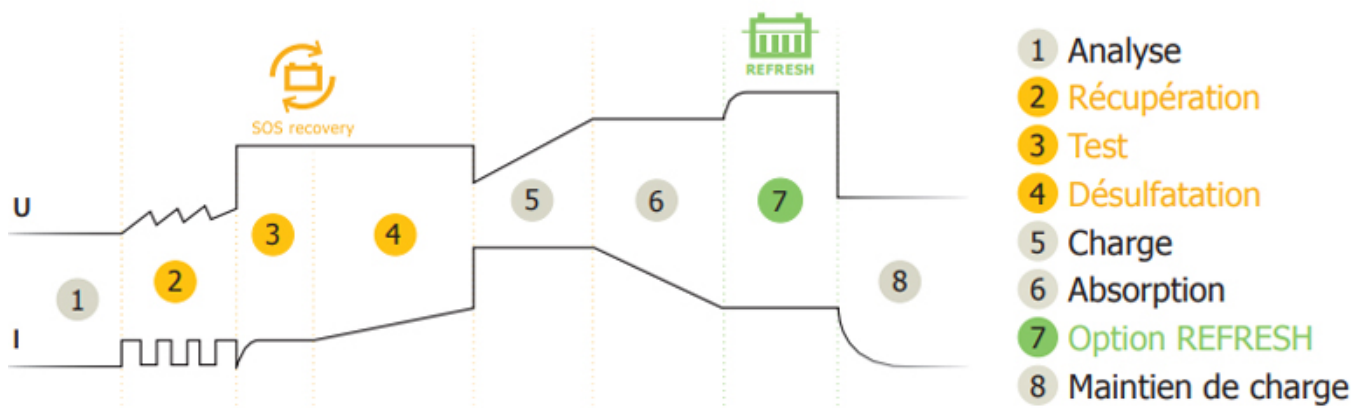 REFRESH
SOS recovery
U
I
1
2
3
4
5
6
7
8
1 Analyse
2 Récupération
3 Test
4 Désulfatation
5 Charge
6 Absorption
7 Option REFRESH
8 Maintien de charge